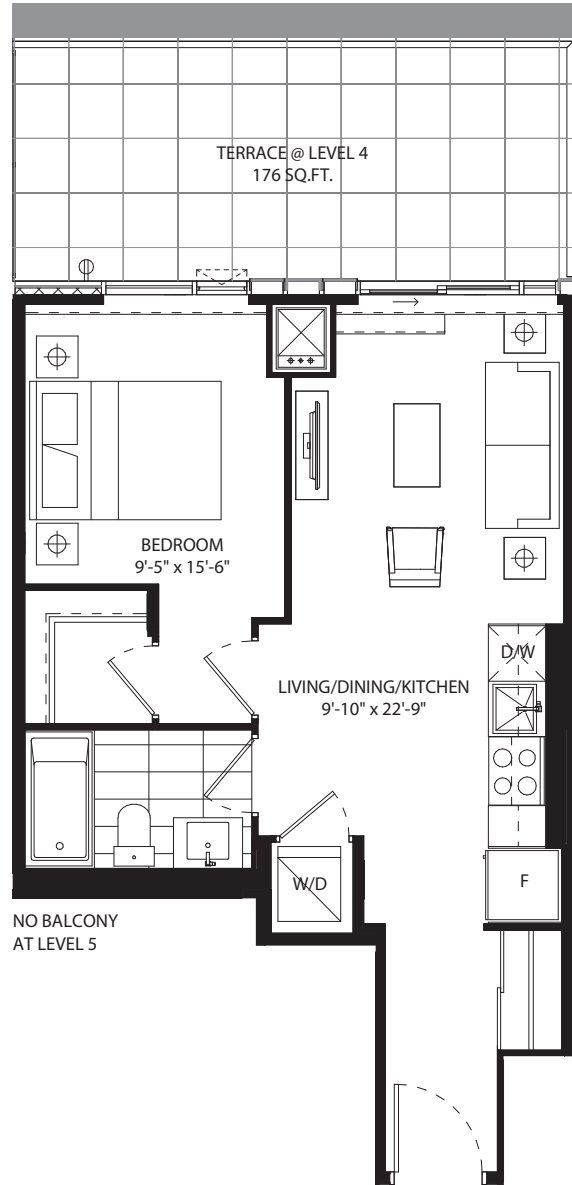 TERRACE @ LEVEL 4
176 SQ.FT.
BEDROOM
9'-5" x 15'-6"
D/W
LIVING/DINING/KITCHEN
9'-10" x 22'-9"
W/D
F
NO BALCONY
AT LEVEL 5